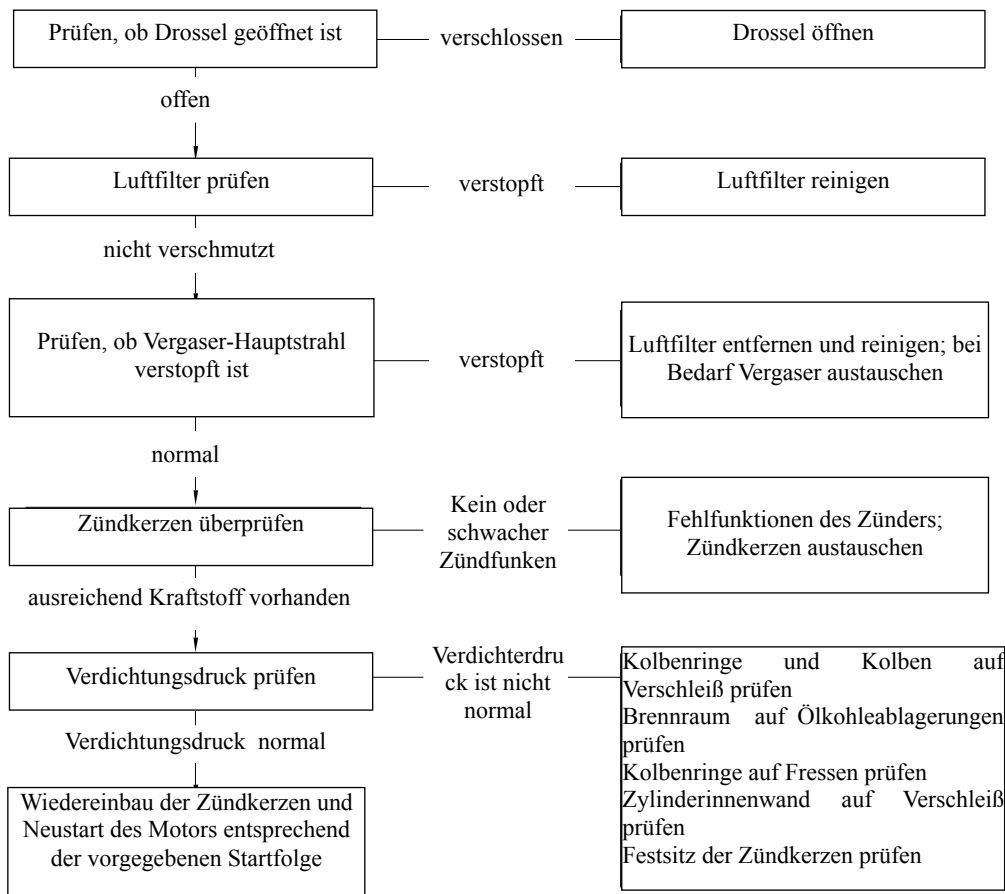 Prüfen, ob Drossel geöffnet ist
verschlossen
Drossel öffnen
offen
Luftfilter prüfen
verstopft
Luftfilter reinigen
nicht verschmutzt
Prüfen, ob Vergaser-Hauptstrahl
verstopft ist
verstopft
Luftfilter entfernen und reinigen; bei
Bedarf Vergaser austauschen
normal
Zündkerzen überprüfen
Kein oder
schwacher
Zündfunken
Fehlfunktionen des Zünders;
Zündkerzen austauschen
ausreichend Kraftstoff vorhanden
Verdichtungsdruck prüfen
Verdichterdru
ck ist nicht
normal
Kolbenringe und Kolben auf
Verschleiß prüfen
Brennraum auf Ölkohleablagerungen
prüfen
Kolbenringe auf Fressen prüfen
Zylinderinnenwand auf Verschleiß
prüfen
Festsitz der Zündkerzen prüfen
Verdichtungsdruck normal
Wiedereinbau der Zündkerzen und
Neustart des Motors entsprechend
der vorgegebenen Startfolge